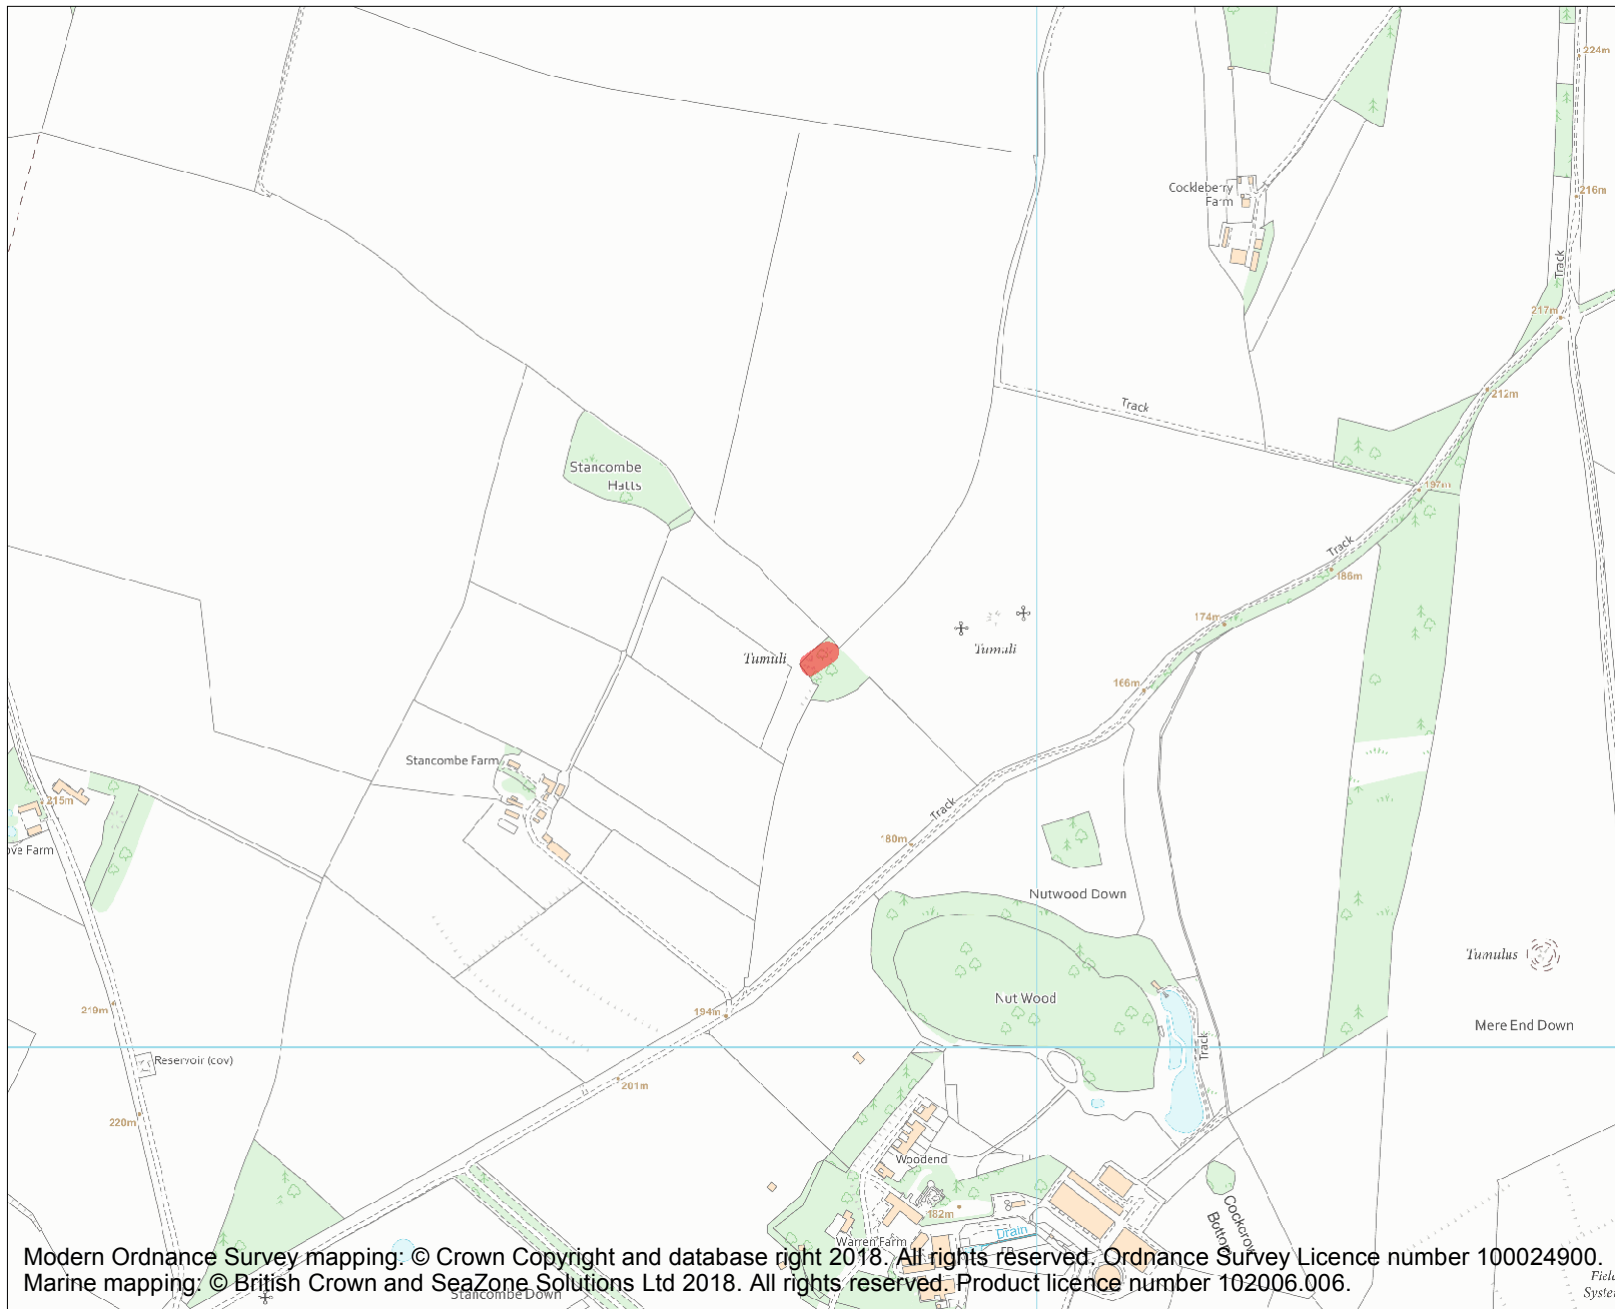 224m
Cockleberry
Farm
216m
Track
217m
212m
Track
Stancombe
Hatts
197m
Track
186m
174m
Tumuli
Tumuli
166m
Stancombe Farm
215m
Track
180m
ove Farm
Nutwood Down
Tumulus
Nut Wood
194m
219m
Mere End Down
Track
Reservoir (cov)
201m
220m
Woodend
182m
Cockcrow
Bottom
Drain
Warren Farm
Modern Ordnance Survey mapping: © Crown Copyright and database right 2018. All rights reserved. Ordnance Survey Licence number 100024900.
Marine mapping: © British Crown and SeaZone Solutions Ltd 2018. All rights reserved. Product licence number 102006.006.
Stancombe Down
Field
System